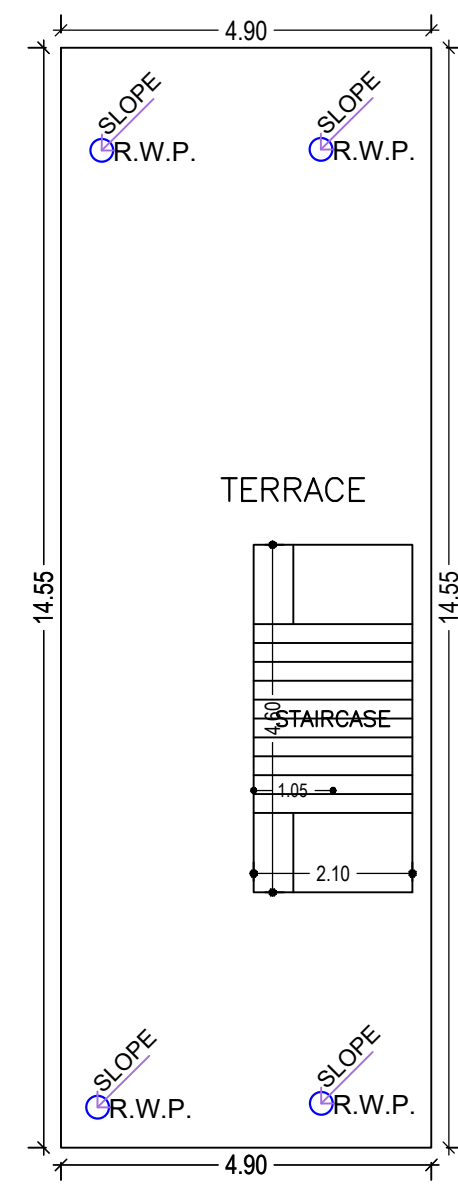 4.90
SLOPE
SLOPE
R.W.P.
R.W.P.
TERRACE
14.55
14.55
4.60
STAIRCASE
1.05
2.10
SLOPE
SLOPE
R.W.P.
R.W.P.
4.90